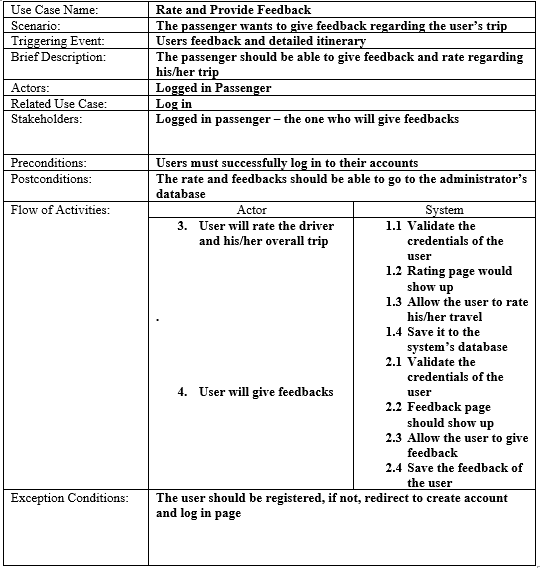 Use Case Name: Rate and Provide Feedback
Scenario: The passenger wants to give feedback regarding the user's trip
Triggering Event: Users feedback and detailed itinerary
Brief Description: The passenger should be able to give feedback and rate regarding
his/her trip
Actors: Logged in Passenger
Related Use Case: Log in
Stakeholders: Logged in passenger – the one who will give feedbacks
Preconditions: Users must successfully log in to their accounts
Postconditions: The rate and feedbacks should be able to go to the administrator's
database
Flow of Activities: Actor System
3. User will rate the driver
and his/her overall trip
.
4. User will give feedbacks
1.1 Validate the
credentials of the
user
1.2 Rating page would
show up
1.3 Allow the user to rate
his/her travel
1.4 Save it to the
system's database
2.1 Validate the
credentials of the
user
2.2 Feedback page
should show up
2.3 Allow the user to give
feedback
2.4 Save the feedback of
the user
Exception Conditions: The user should be registered, if not, redirect to create account
and log in page